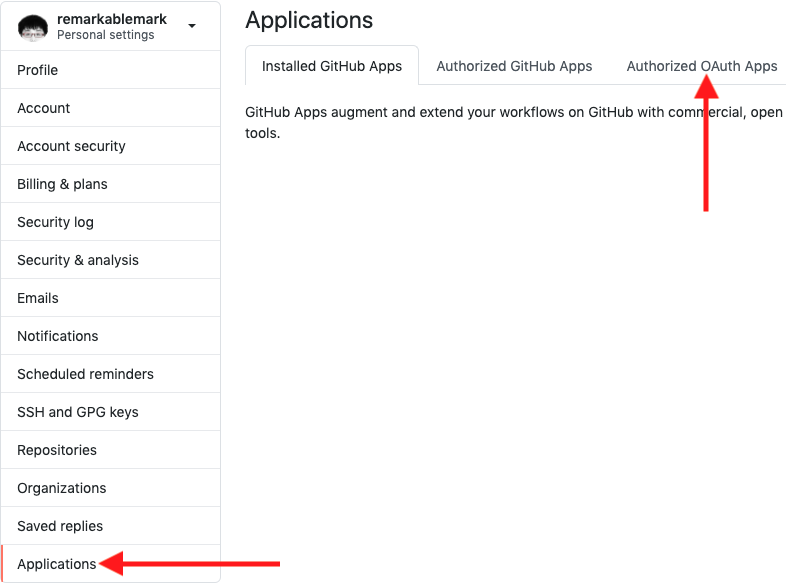 remarkablemark
Personal settings
Profile
Account
Account security
Billing & plans
Security log
Security & analysis
Emails
Notifications
Scheduled reminders
SSH and GPG keys
Repositories
Organizations
Saved replies
Applications
Applications
Installed GitHub Apps
Authorized GitHub Apps
Authorized OAuth Apps
GitHub Apps augment and extend your workflows on GitHub with commercial, open
tools.